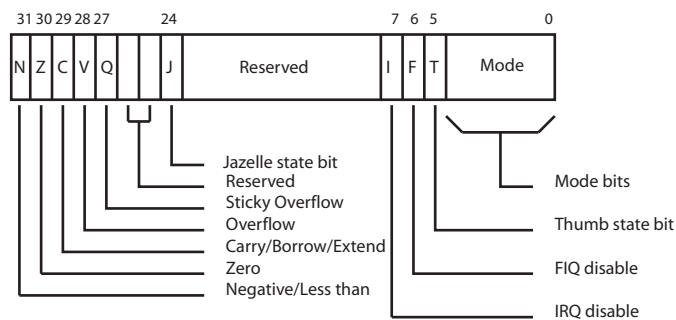 31 30 29 28 27 24 7 6 5 0
N Z C V Q J Reserved I F T Mode
Jazelle state bit
Reserved Mode bits
Sticky Overflow
Overflow Thumb state bit
Carry/Borrow/Extend
Zero FIQ disable
Negative/Less than
IRQ disable